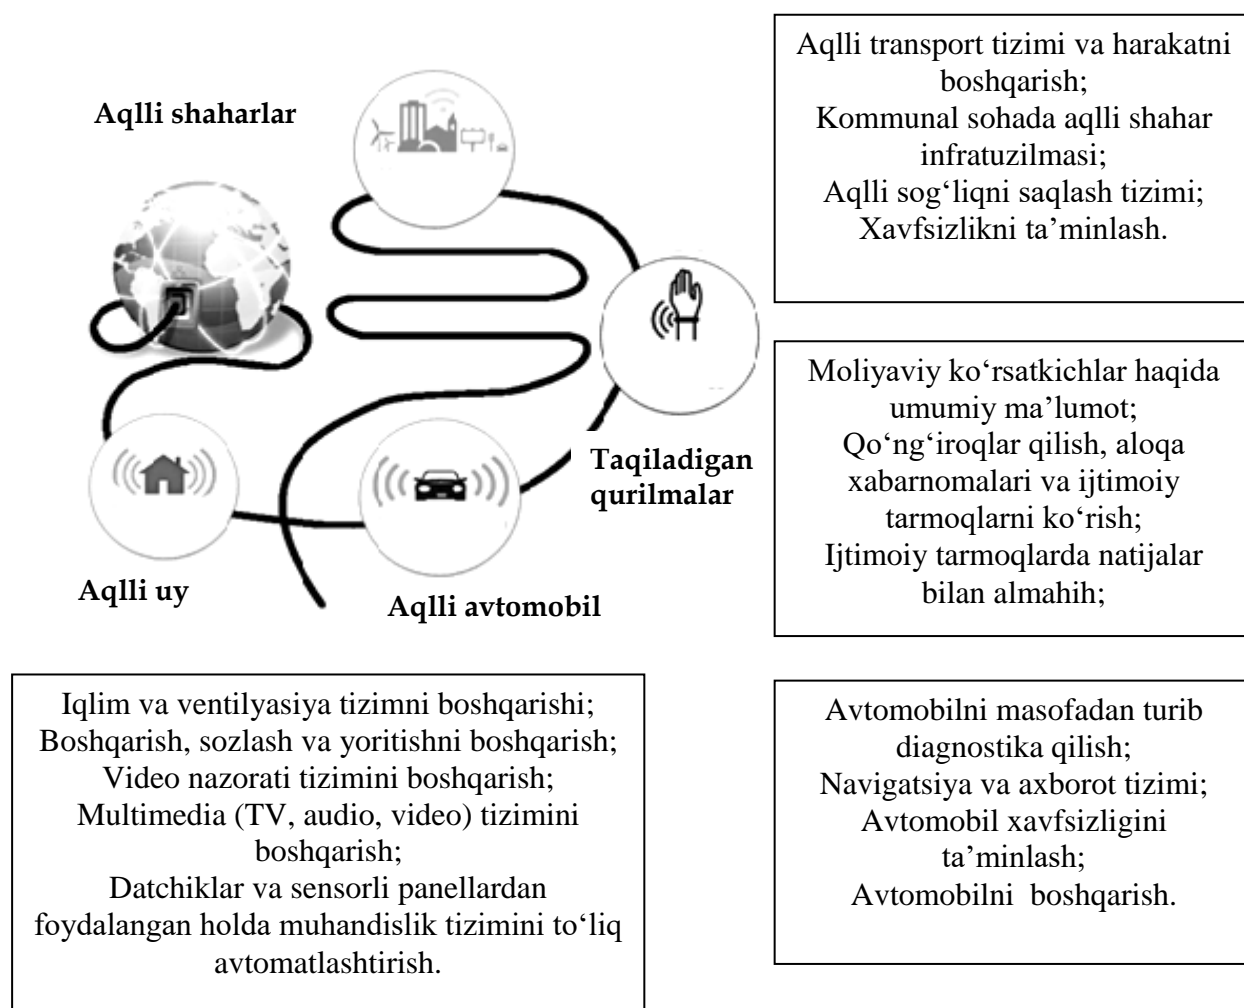 Aqlli shaharlar
Taqiladigan
qurilmalar
Aqlli uy
Aqlli avtomobil
Aqlli transport tizimi va harakatni
boshqarish;
Kommunal sohada aqlli shahar
infratuzilmasi;
Aqlli sog‘liqni saqlash tizimi;
Xavfsizlikni ta’minlash.
Moliyaviy ko‘rsatkichlar haqida
umumiy ma’lumot;
Qo‘ng‘iroqlar qilish, aloqa
xabarnomalari va ijtimoiy
tarmoqlarni ko‘rish;
Ijtimoiy tarmoqlarda natijalar
bilan almahih;
Iqlim va ventilyasiya tizimni boshqarishi;
Boshqarish, sozlash va yoritishni boshqarish;
Video nazorati tizimini boshqarish;
Multimedia (TV, audio, video) tizimini
boshqarish;
Datchiklar va sensorli panellardan
foydalangan holda muhandislik tizimini to‘liq
avtomatlashtirish.
Avtomobilni masofadan turib
diagnostika qilish;
Navigatsiya va axborot tizimi;
Avtomobil xavfsizligini
ta’minlash;
Avtomobilni boshqarish.